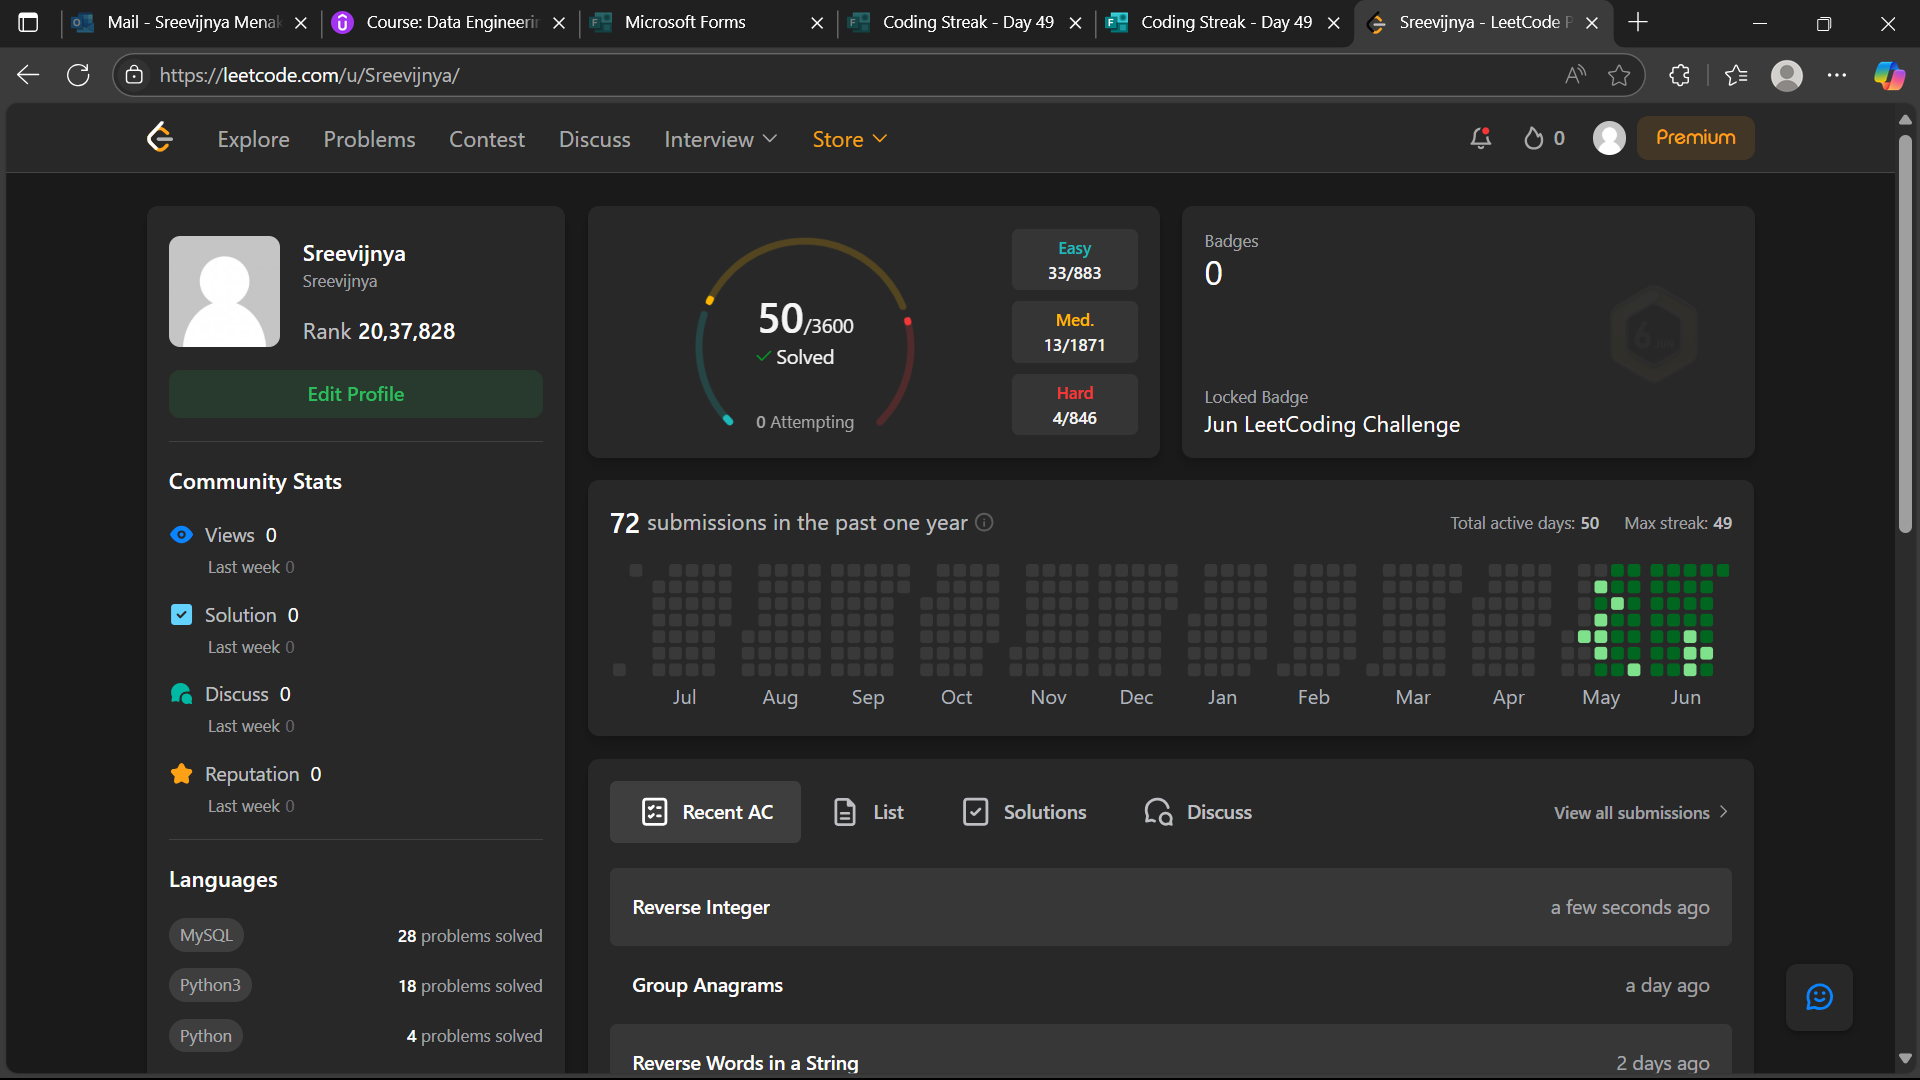 Mail - Sreevijnya Menak
Course: Data Engineerin
Microsoft Forms
Coding Streak - Day 49
Coding Streak - Day 49
Sreevijnya - LeetCode P
https://leetcode.com/u/Sreevijnya/
Explore
Problems
Contest
Discuss
Interview
Store
0
Premium
Sreevijnya
Sreevijnya
Rank 20,37,828
Edit Profile
Community Stats
Views 0
Last week 0
Solution 0
Last week 0
Discuss 0
Last week 0
Reputation 0
Last week 0
Languages
MySQL
28 problems solved
Python3
18 problems solved
Python
4 problems solved
50/3600
Solved
0 Attempting
Easy
33/883
Med.
13/1871
Hard
4/846
Badges
0
Locked Badge
Jun LeetCoding Challenge
72 submissions in the past one year
Total active days: 50
Max streak: 49
Jul
Aug
Sep
Oct
Nov
Dec
Jan
Feb
Mar
Apr
May
Jun
Recent AC
List
Solutions
Discuss
View all submissions
Reverse Integer
a few seconds ago
Group Anagrams
a day ago
Reverse Words in a String
2 days ago